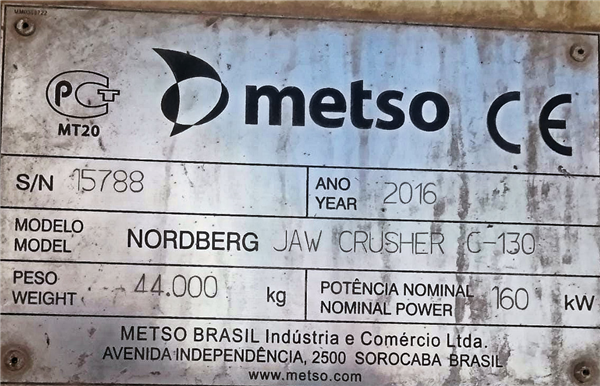 PCT
MT20
metso CE
S/N 15788
ANO
YEAR 2016
MODELO
MODEL NORDBERG JAW CRUSHER C-130
PESO
WEIGHT 44.000 kg
POTÊNCIA NOMINAL
NOMINAL POWER 160 kW
METSO BRASIL Indústria e Comércio Ltda.
AVENIDA INDEPENDÊNCIA, 2500 SOROCABA BRASIL
www.metso.com